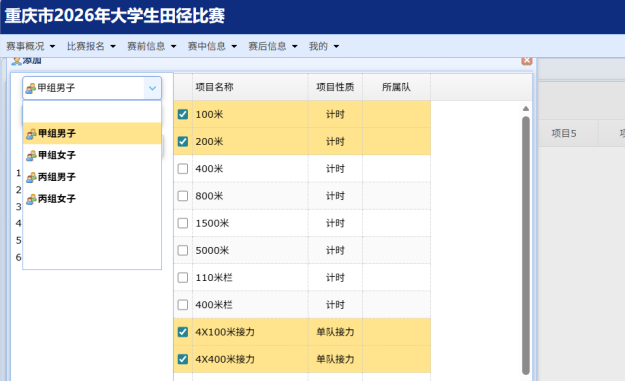 重庆市2026年大学生田径比赛
赛事概况 比赛报名 赛前信息 赛中信息 赛后信息 我的
添加
甲组男子
甲组男子
甲组女子
丙组男子
丙组女子
1
2
3
4
5
6
项目名称 项目性质 所属队
100米 计时
200米 计时
400米 计时
800米 计时
1500米 计时
5000米 计时
110米栏 计时
400米栏 计时
4X100米接力 单队接力
4X400米接力 单队接力
项目5